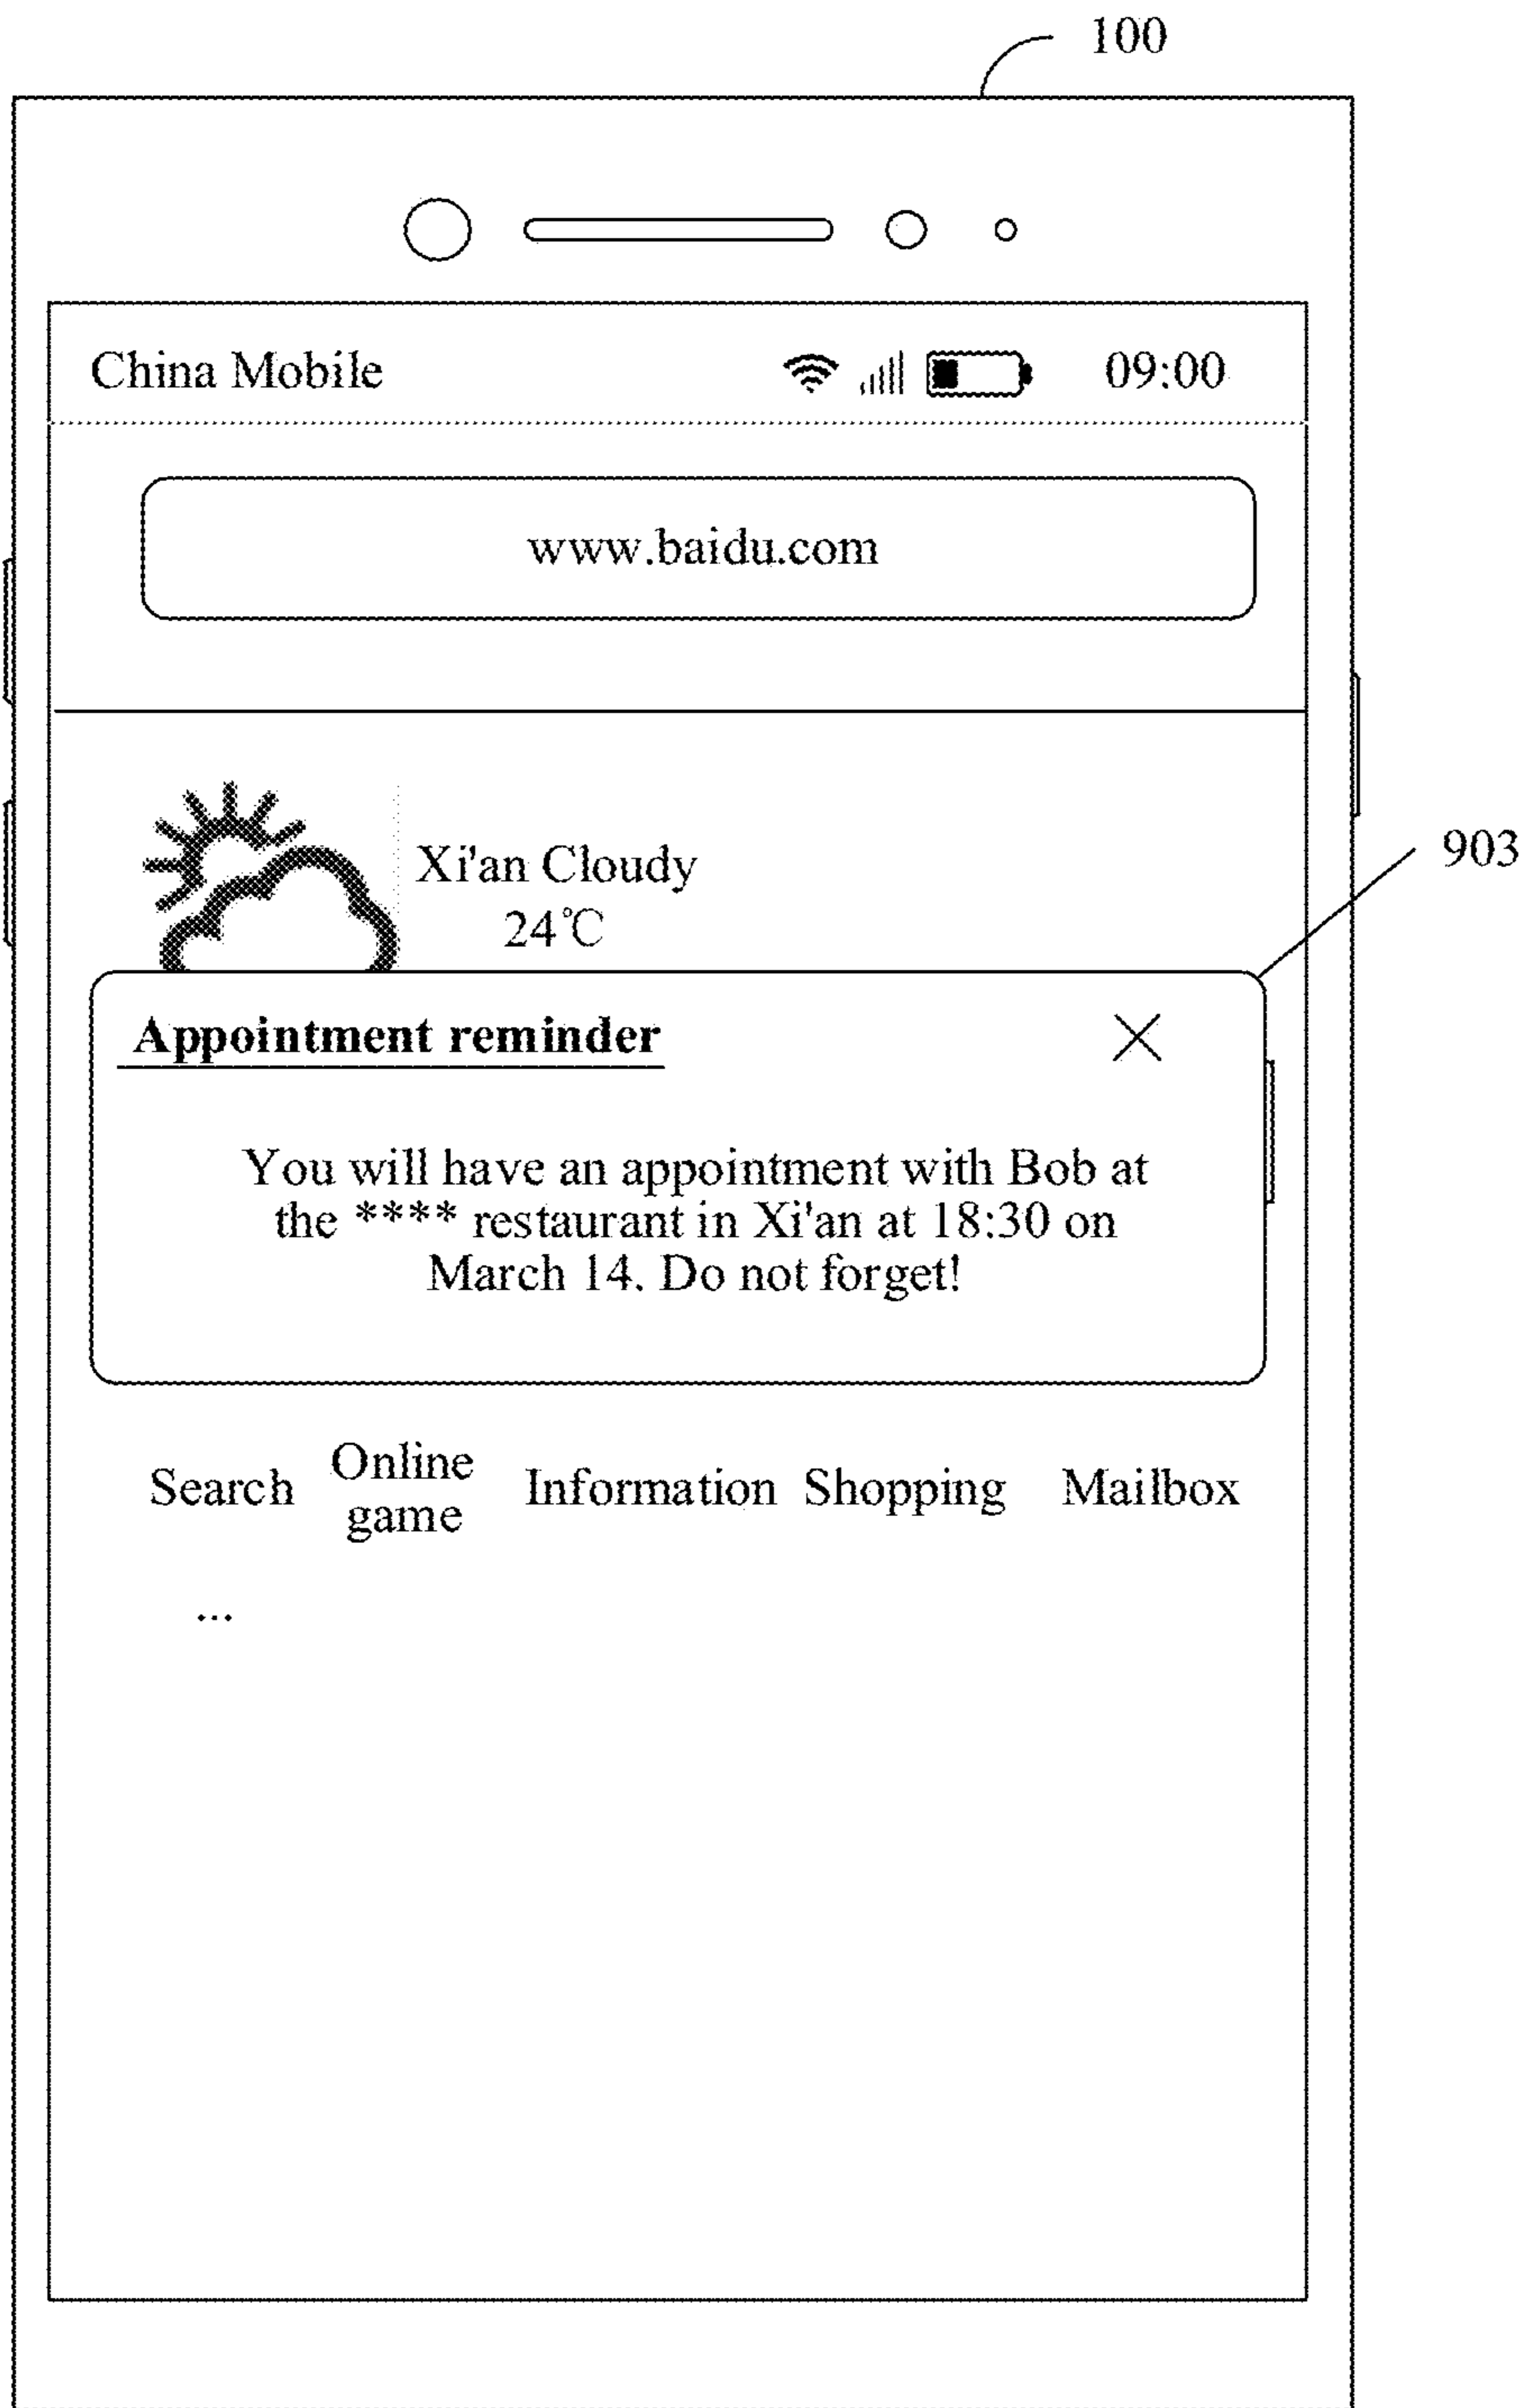 100
China Mobile 09:00
www.baidu.com
Xi'an Cloudy
24℃
903
Appointment reminder
You will have an appointment with Bob at
the **** restaurant in Xi'an at 18:30 on
March 14. Do not forget!
Search Online game Information Shopping Mailbox
...